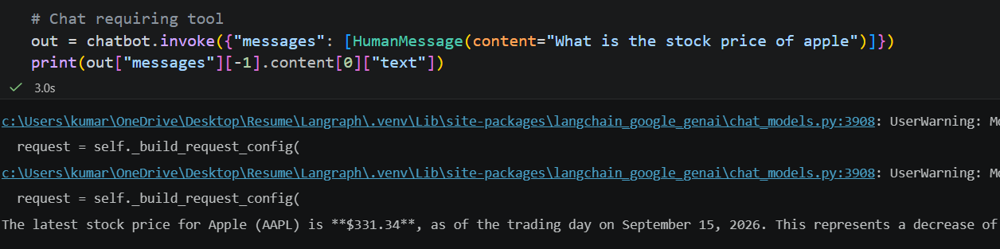 # Chat requiring tool
out = chatbot.invoke({"messages": [HumanMessage(content="What is the stock price of apple")]})
print(out["messages"][-1].content[0]["text"])
3.0s
c:\Users\kumar\OneDrive\Desktop\Resume\Langraph\.venv\Lib\site-packages\langchain_google_genai\chat_models.py:3908: UserWarning:
request = self._build_request_config(
c:\Users\kumar\OneDrive\Desktop\Resume\Langraph\.venv\Lib\site-packages\langchain_google_genai\chat_models.py:3908: UserWarning:
request = self._build_request_config(
The latest stock price for Apple (AAPL) is **$331.34**, as of the trading day on September 15, 2026. This represents a decrease of